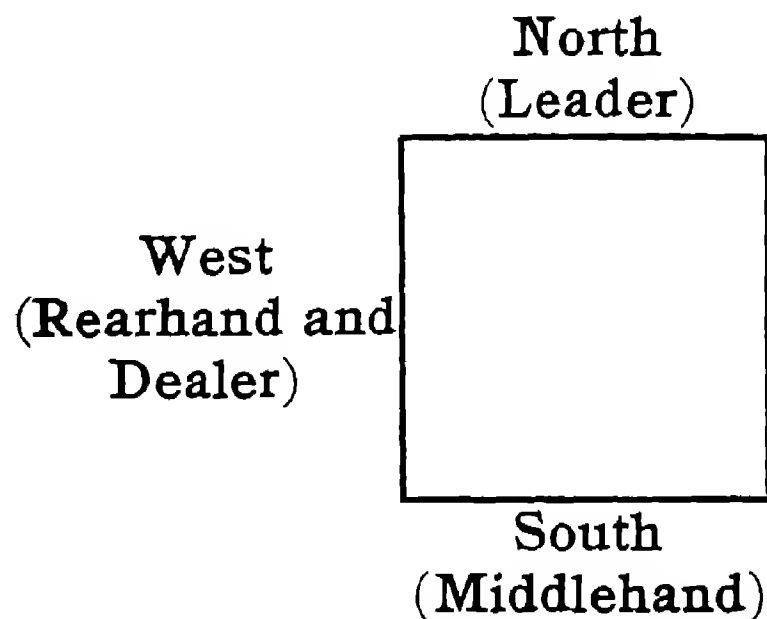 North
(Leader)
West
(Rearhand and
Dealer)
South
(Middlehand)